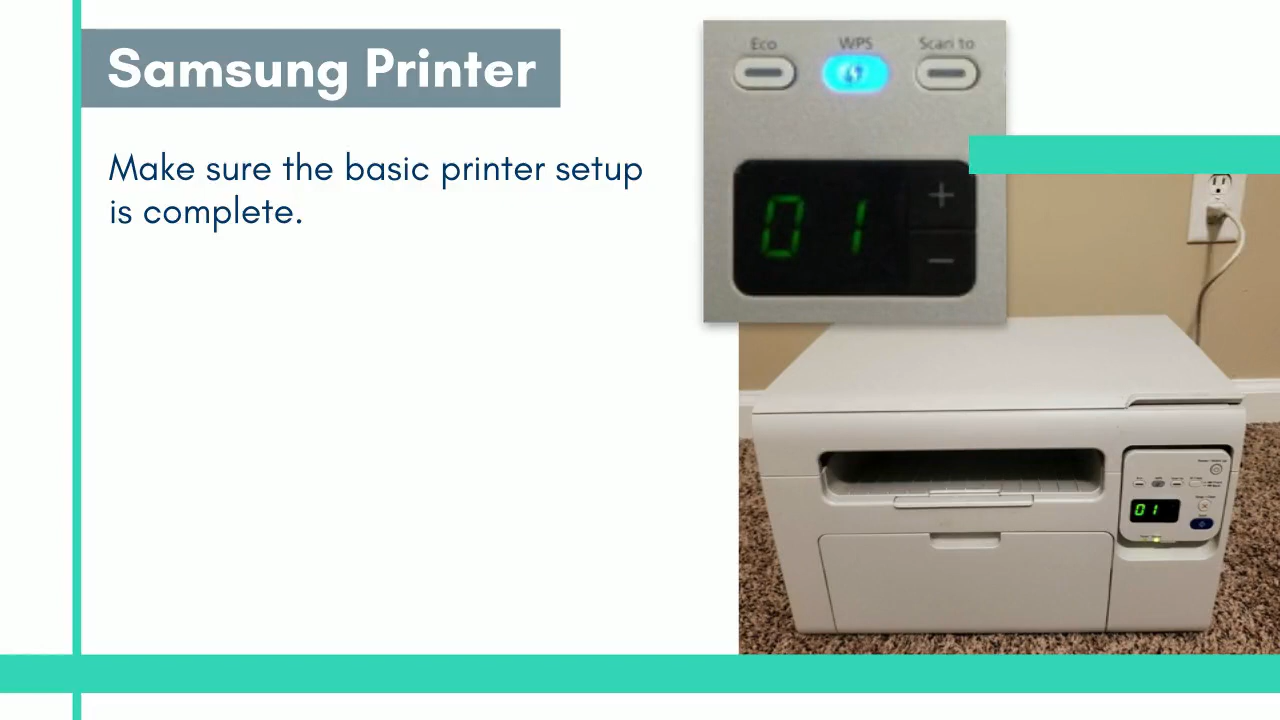 Samsung Printer
Make sure the basic printer setup
is complete.
Eco WPS Scan to
01
+
−
01